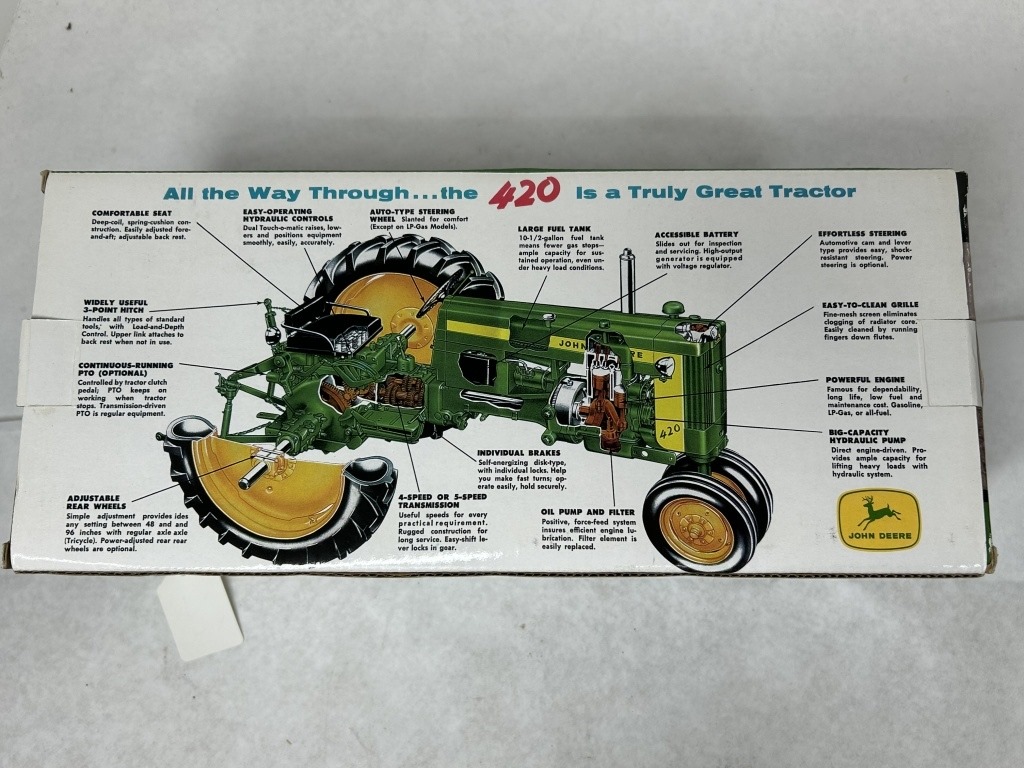 All the Way Through...the 420 Is a Truly Great Tractor
COMFORTABLE SEAT
Deep-coil, spring-cushion con-
struction. Easily adjusted fore-
and-aft; adjustable back rest.
EASY-OPERATING
HYDRAULIC CONTROLS
Dual Touch-o-matic raises, low-
ers and positions equipment
smoothly, easily, accurately.
AUTO-TYPE STEERING
WHEEL Slanted for comfort
(Except on LP-Gas Models).
LARGE FUEL TANK
10-1/2-gallon fuel tank
means fewer gas stops—
ample capacity for sus-
tained operation, even un-
der heavy load conditions.
ACCESSIBLE BATTERY
Slides out for inspection
and servicing. High-output
generator is equipped
with voltage regulator.
EFFORTLESS STEERING
Automotive cam and lever
type provides easy, shock-
resistant steering. Power
steering is optional.
WIDELY USEFUL
3-POINT HITCH
Handles all types of standard
tools, with Load-and-Depth
Control. Upper link attaches to
back rest when not in use.
EASY-TO-CLEAN GRILLE
Fine-mesh screen eliminates
clogging of radiator core.
Easily cleaned by running
fingers down flutes.
CONTINUOUS-RUNNING
PTO (OPTIONAL)
Controlled by tractor clutch
pedal; PTO keeps on
working when tractor
stops. Transmission-driven
PTO is regular equipment.
JOHN DEERE
420
POWERFUL ENGINE
Famous for dependability,
long life, low fuel and
maintenance cost. Gasoline,
LP-Gas, or all-fuel.
BIG-CAPACITY
HYDRAULIC PUMP
Direct engine-driven. Pro-
vides ample capacity for
lifting heavy loads with
hydraulic system.
INDIVIDUAL BRAKES
Self-energizing disk-type,
with individual locks. Help
you make fast turns; op-
erate easily, hold securely.
ADJUSTABLE
REAR WHEELS
Simple adjustment provides ides
any setting between 48 and and
96 inches with regular axle axle
(Tricycle). Power-adjusted rear rear
wheels are optional.
4-SPEED OR 5-SPEED
TRANSMISSION
Useful speeds for every
practical requirement.
Rugged construction for
long service. Easy-shift le-
ver locks in gear.
OIL PUMP AND FILTER
Positive, force-feed system
insures efficient engine lu-
brication. Filter element is
easily replaced.
JOHN DEERE